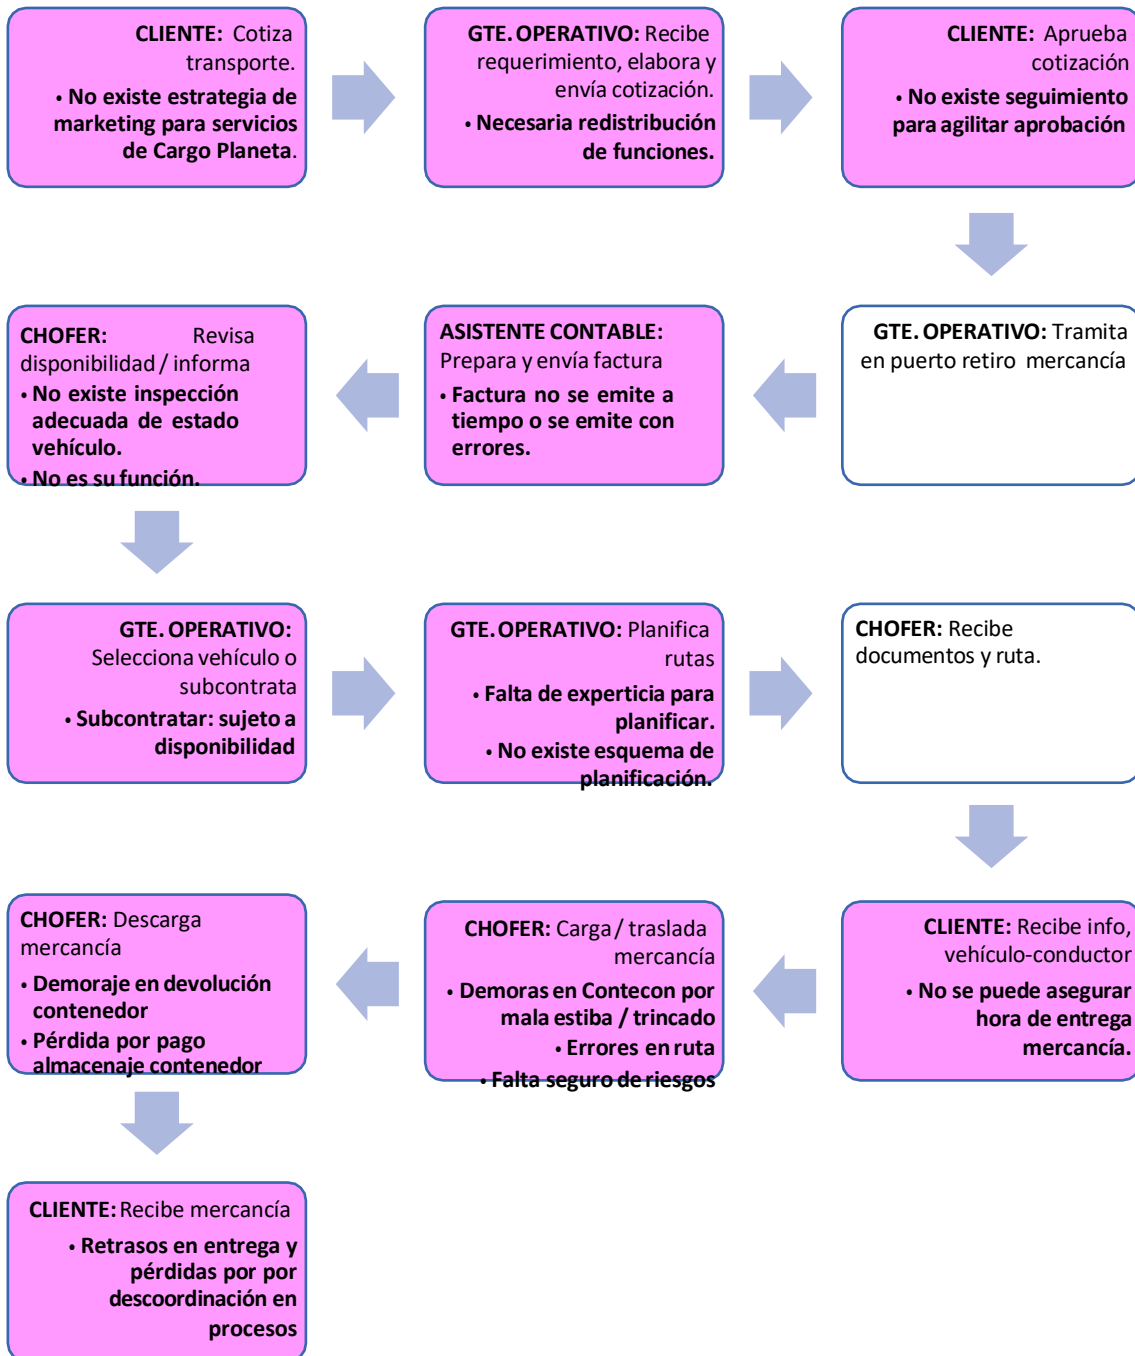 CLIENTE: Cotiza
transporte.
• No existe estrategia de
marketing para servicios
de Cargo Planeta.
GTE. OPERATIVO: Recibe
requerimiento, elabora y
envía cotización.
• Necesaria redistribución
de funciones.
CLIENTE: Aprueba
cotización
• No existe seguimiento
para agilitar aprobación
GTE. OPERATIVO: Tramita
en puerto retiro mercancía
ASISTENTE CONTABLE:
Prepara y envía factura
• Factura no se emite a
tiempo o se emite con
errores.
CHOFER: Revisa
disponibilidad / informa
• No existe inspección
adecuada de estado
vehículo.
• No es su función.
GTE. OPERATIVO:
Selecciona vehículo o
subcontrata
• Subcontratar: sujeto a
disponibilidad
GTE. OPERATIVO: Planifica
rutas
• Falta de experticia para
planificar.
• No existe esquema de
planificación.
CHOFER: Recibe
documentos y ruta.
CLIENTE: Recibe info,
vehículo-conductor
• No se puede asegurar
hora de entrega
mercancía.
CHOFER: Carga / traslada
mercancía
• Demoras en Contecon por
mala estiba / trincado
• Errores en ruta
• Falta seguro de riesgos
CHOFER: Descarga
mercancía
• Demoraje en devolución
contenedor
• Pérdida por pago
almacenaje contenedor
CLIENTE: Recibe mercancía
• Retrasos en entrega y
pérdidas por por
descoordinación en
procesos